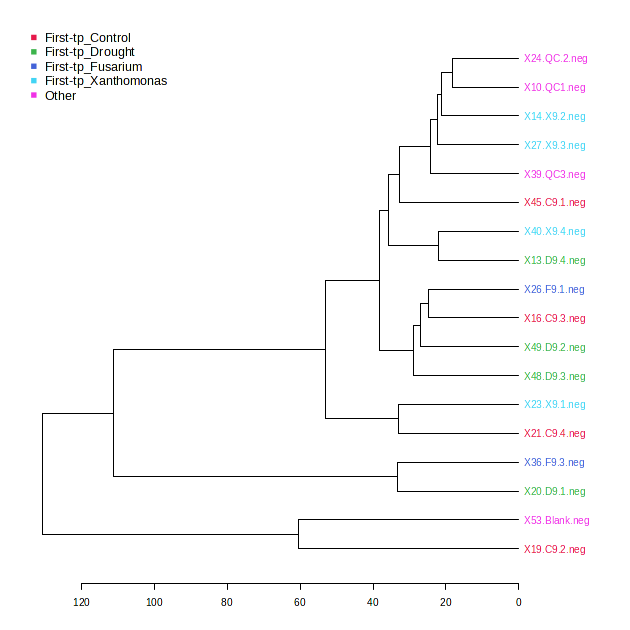 First-tp_Control
First-tp_Drought
First-tp_Fusarium
First-tp_Xanthomonas
Other
X24.QC.2.neg
X10.QC1.neg
X14.X9.2.neg
X27.X9.3.neg
X39.QC3.neg
X45.C9.1.neg
X40.X9.4.neg
X13.D9.4.neg
X26.F9.1.neg
X16.C9.3.neg
X49.D9.2.neg
X48.D9.3.neg
X23.X9.1.neg
X21.C9.4.neg
X36.F9.3.neg
X20.D9.1.neg
X53.Blank.neg
X19.C9.2.neg
120 100 80 60 40 20 0